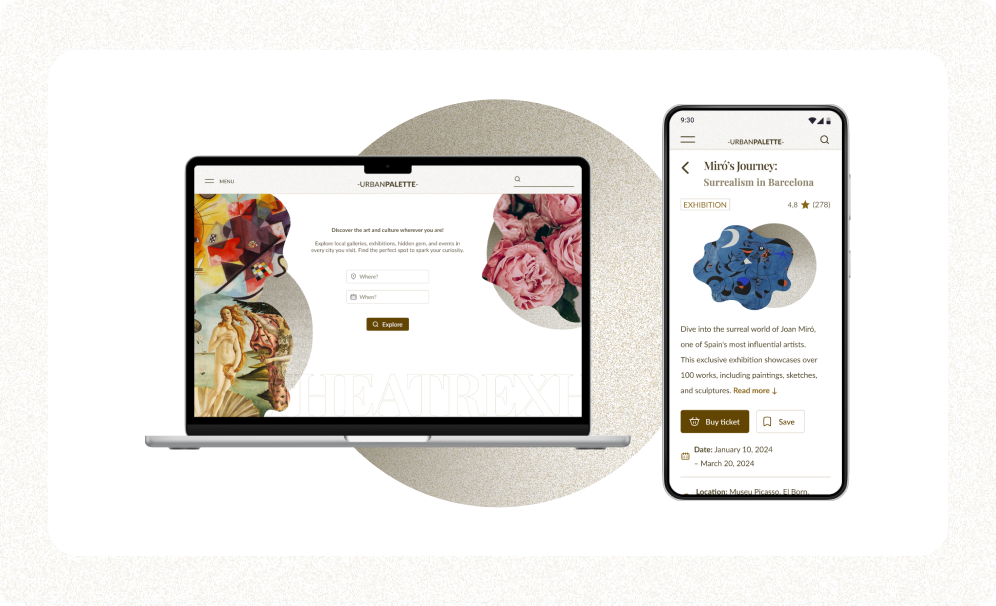 MENU
-URBANPALETTE-
Discover the art and culture wherever you are!
Explore local galleries, exhibitions, hidden gem, and events in
every city you visit. Find the perfect spot to spark your curiosity.
Where?
When?
Explore
HEATREXH
9:30
-URBANPALETTE-
Miró's Journey:
Surrealism in Barcelona
EXHIBITION
4.8 ★ (278)
Dive into the surreal world of Joan Miró,
one of Spain's most influential artists.
This exclusive exhibition showcases over
100 works, including paintings, sketches,
and sculptures. Read more ↓
Buy ticket
Save
Date: January 10, 2024
– March 20, 2024
Location: Museu Picasso, El Born,